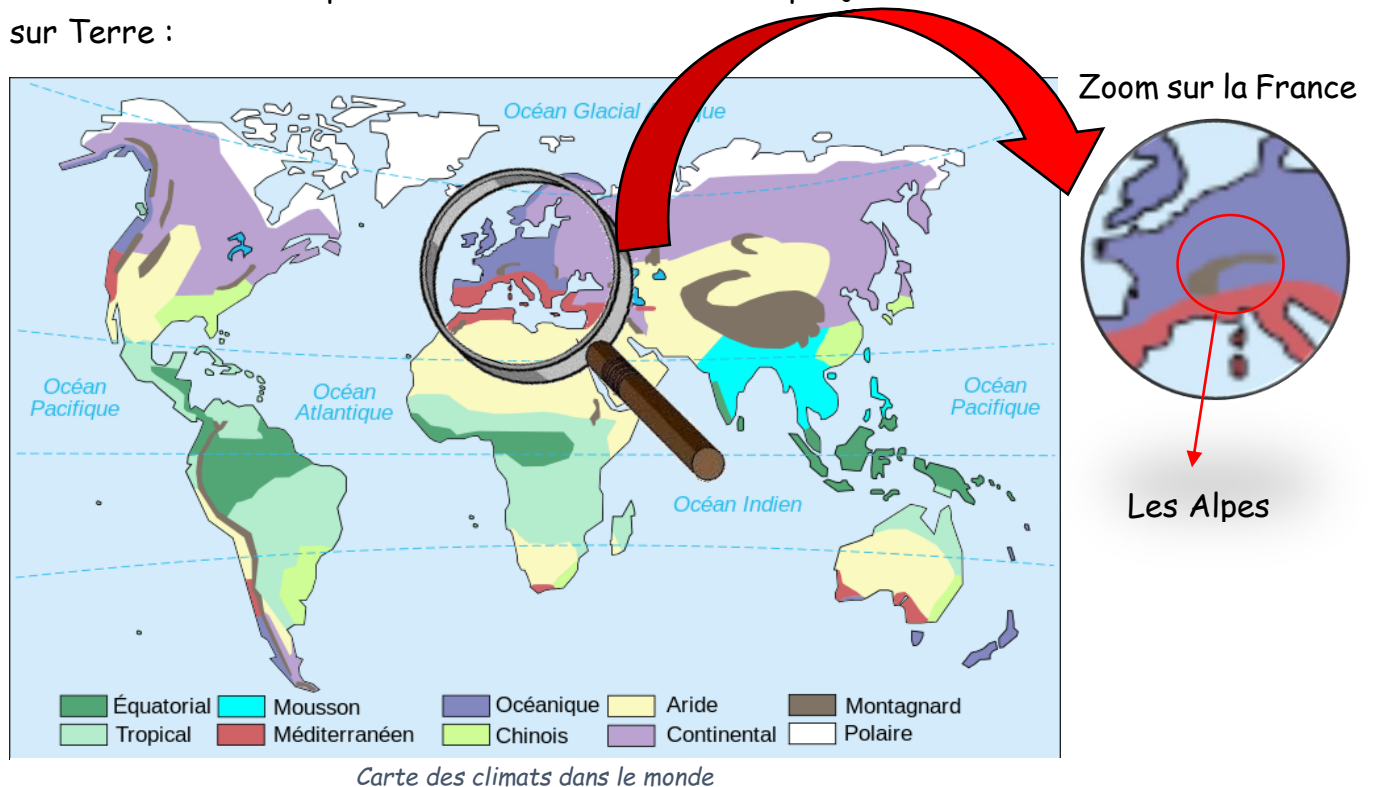 sur Terre :
Zoom sur la France
Océan Glacial
Océan
Pacifique
Océan
Atlantique
Océan
Pacifique
Océan Indien
Les Alpes
Équatorial
Mousson
Océanique
Aride
Montagnard
Tropical
Méditerranéen
Chinois
Continental
Polaire
Carte des climats dans le monde